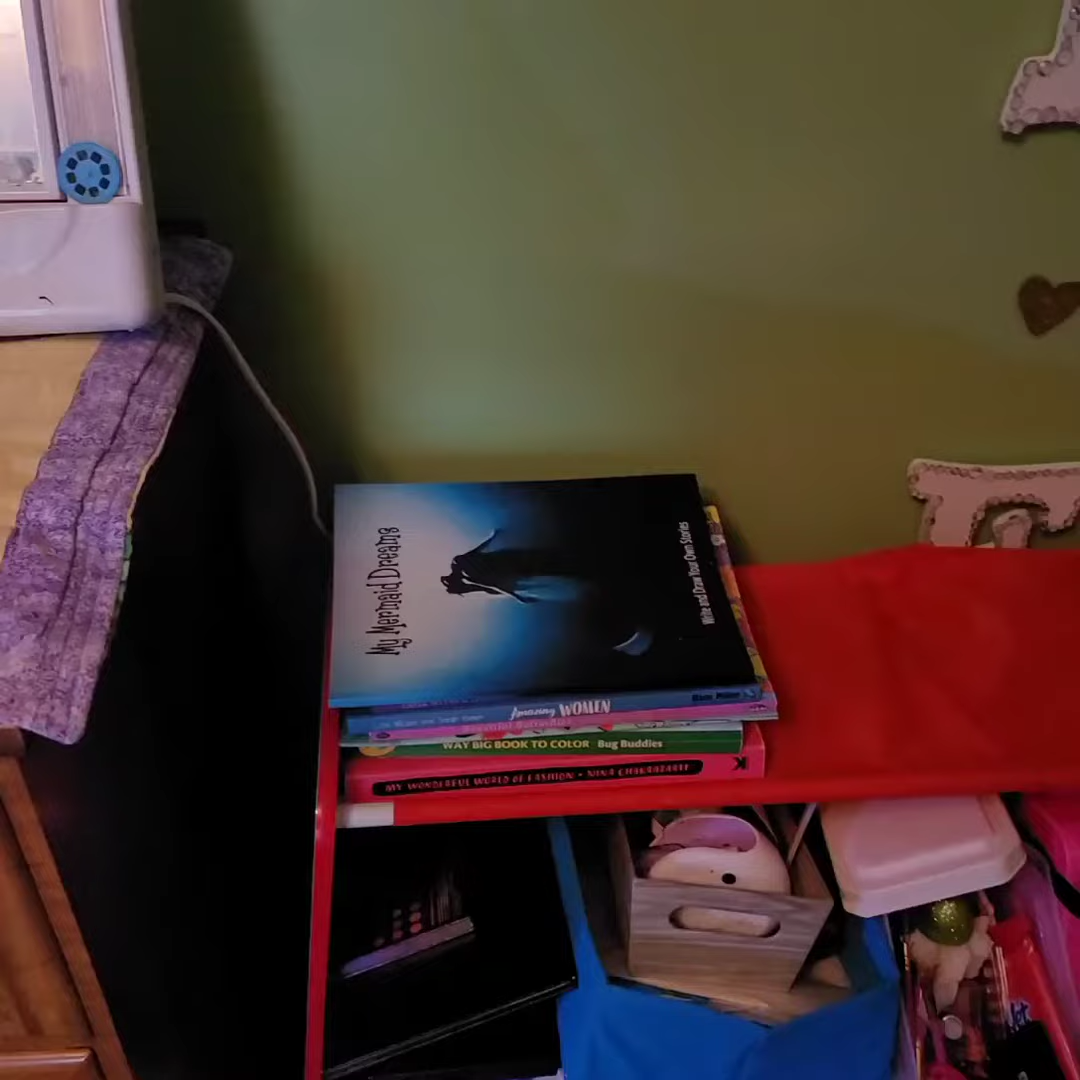 My Mermaid Dreams
Write and Draw Your Own Stories
Amazing WOMEN
WAY BIG BOOK TO COLOR Bug Buddies
MY WONDERFUL WORLD OF FASHION • NINA CHAKRABARTI
K